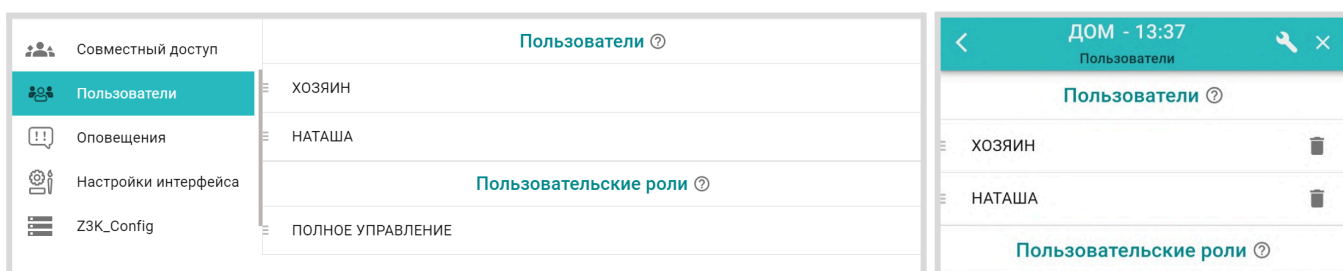 Совместный доступ
Пользователи
Оповещения
Настройки интерфейса
Z3K_Config
Пользователи ?
ХОЗЯИН
НАТАША
Пользовательские роли ?
ПОЛНОЕ УПРАВЛЕНИЕ
ДОМ - 13:37
Пользователи
Пользователи ?
ХОЗЯИН
НАТАША
Пользовательские роли ?